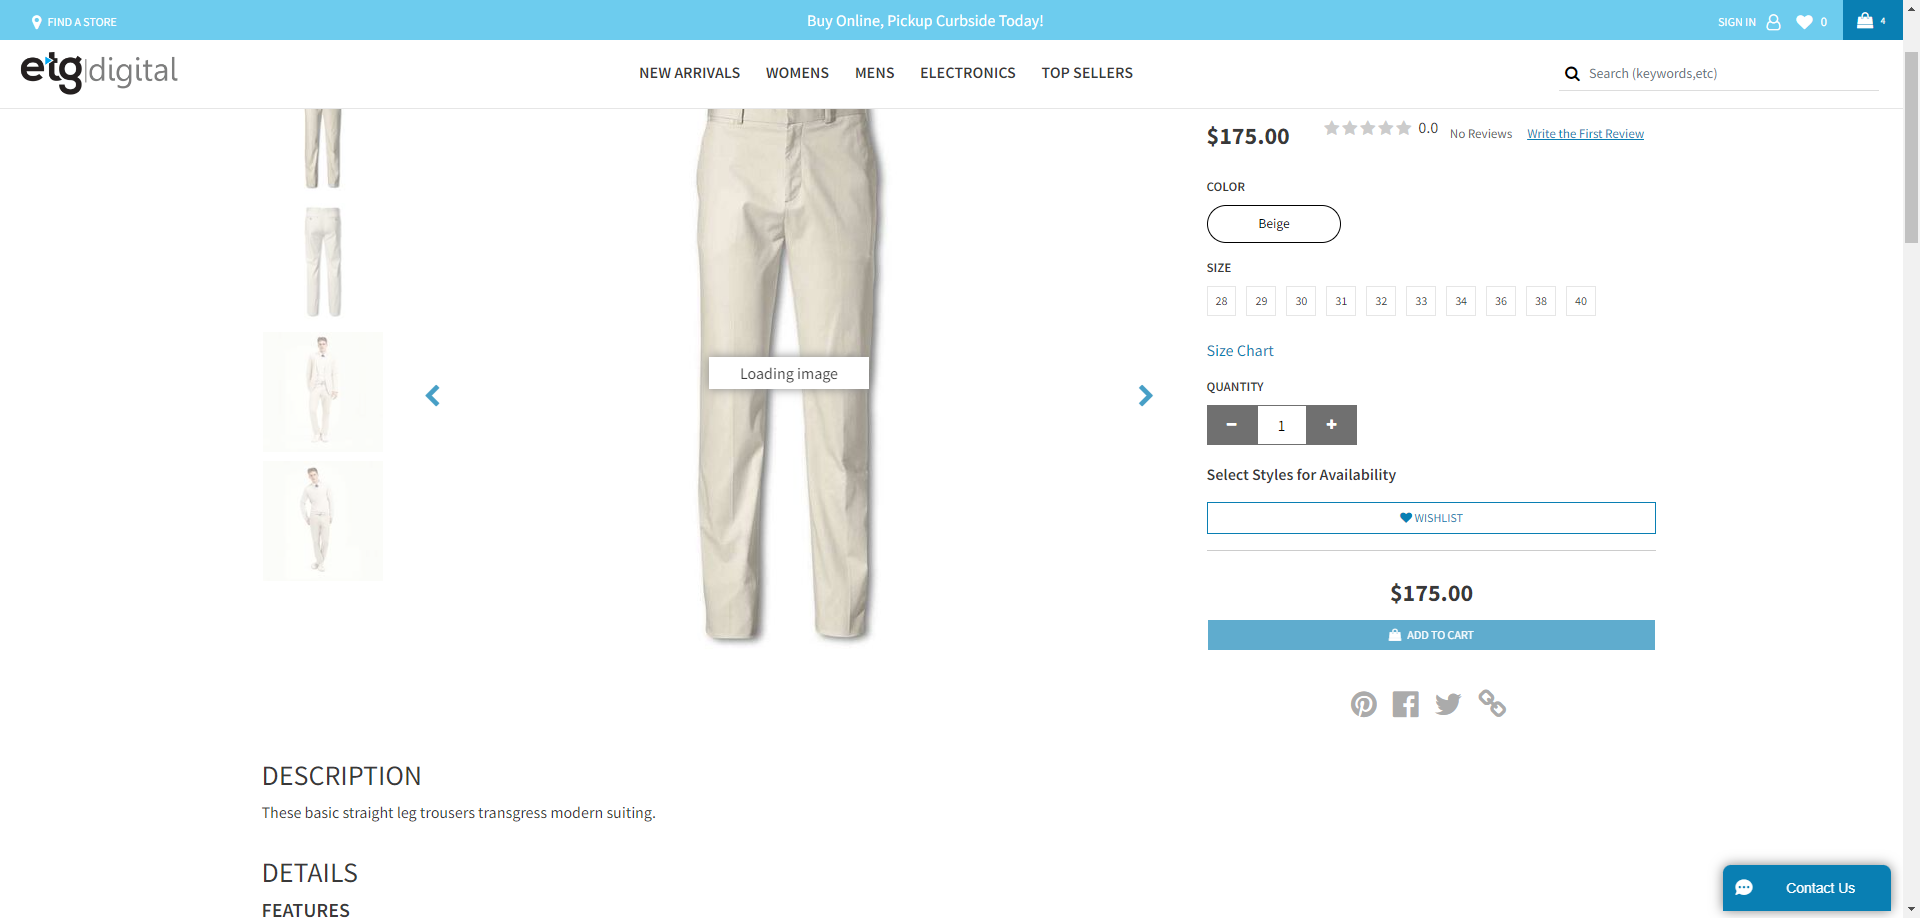 FIND A STORE
Buy Online, Pickup Curbside Today!
SIGN IN
0
4
etg|digital
NEW ARRIVALS
WOMENS
MENS
ELECTRONICS
TOP SELLERS
Search (keywords,etc)
$175.00
0.0
No Reviews
Write the First Review
COLOR
Beige
SIZE
28 29 30 31 32 33 34 36 38 40
Size Chart
Loading image
QUANTITY
− 1 +
Select Styles for Availability
WISHLIST
$175.00
ADD TO CART
DESCRIPTION
These basic straight leg trousers transgress modern suiting.
DETAILS
FEATURES
Contact Us